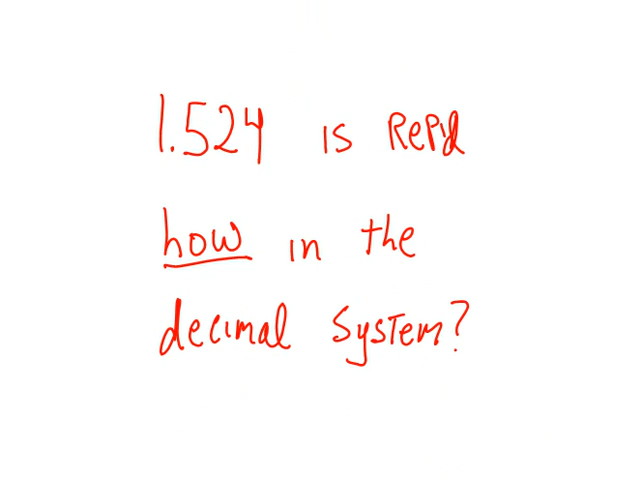 1.524 is Rep'd
how in the
decimal system?